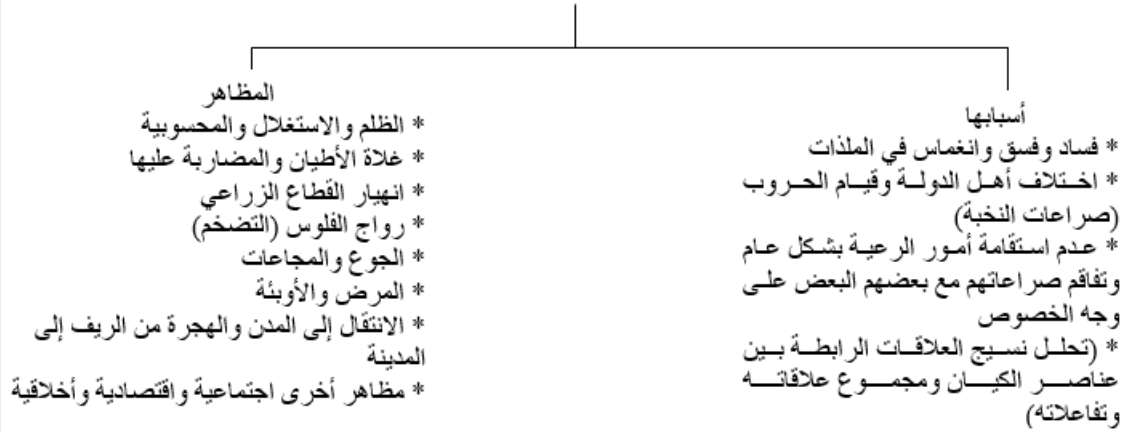 أسبابها
* فساد وفسق وانغماس في الملذات
* اختلاف أهل الدولة وقيام الحروب
(صراعات النخبة)
* عدم استقامة أمور الرعية بشكل عام
وتفاقم صراعاتهم مع بعضهم البعض على
وجه الخصوص
* (تحلل نسيج العلاقات الرابطة بين
عناصر الكيان ومجموع علاقاته
وتفاعلاته)
المظاهر
* الظلم والاستغلال والمحسوبية
* غلاة الأطيان والمضاربة عليها
* انهيار القطاع الزراعي
* رواج الفلوس (التضخم)
* الجوع والمجاعات
* المرض والأوبئة
* الانتقال إلى المدن والهجرة من الريف إلى
المدينة
* مظاهر أخرى اجتماعية واقتصادية وأخلاقية